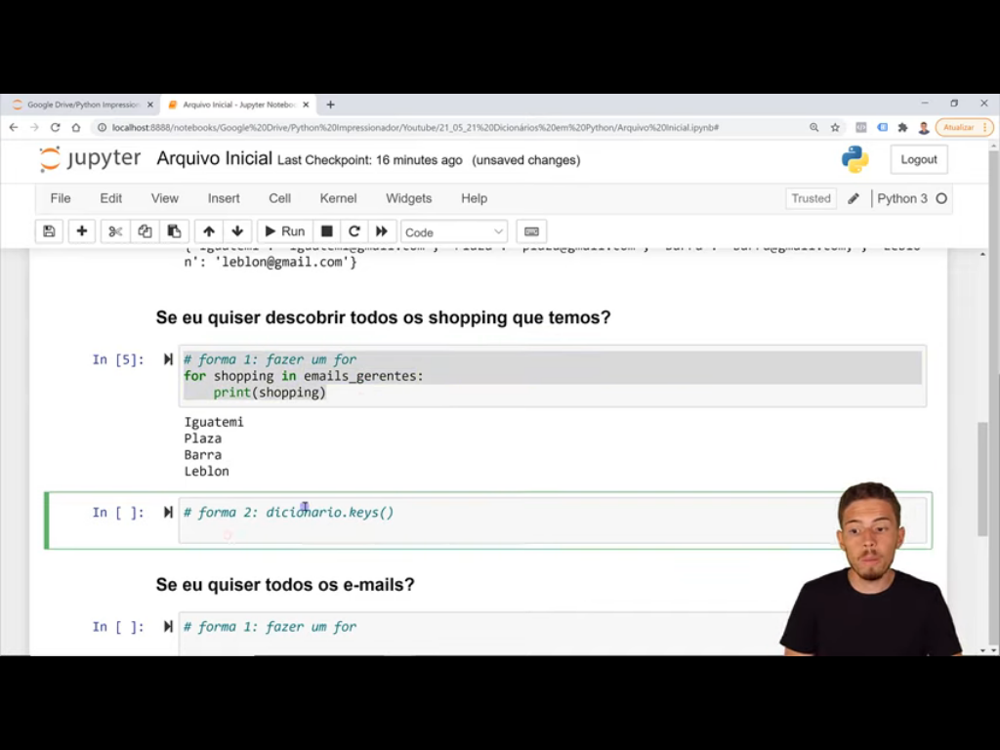 Google Drive/Python Impression
Arquivo Inicial - Jupyter Noteboo
localhost:8888/notebooks/Google%20Drive/Python%20Impressionador/Youtube/21_05_21%20Dicionários%20em%20Python/Arquivo%20Inicial.ipynb#
Atualizar
jupyter Arquivo Inicial Last Checkpoint: 16 minutes ago (unsaved changes)
Logout
File Edit View Insert Cell Kernel Widgets Help
Trusted
Python 3
Run
Code
n': 'leblon@gmail.com'}
Se eu quiser descobrir todos os shopping que temos?
In [5]:
# forma 1: fazer um for
for shopping in emails_gerentes:
print(shopping)
Iguatemi
Plaza
Barra
Leblon
In [ ]:
# forma 2: dicionario.keys()
Se eu quiser todos os e-mails?
In [ ]:
# forma 1: fazer um for